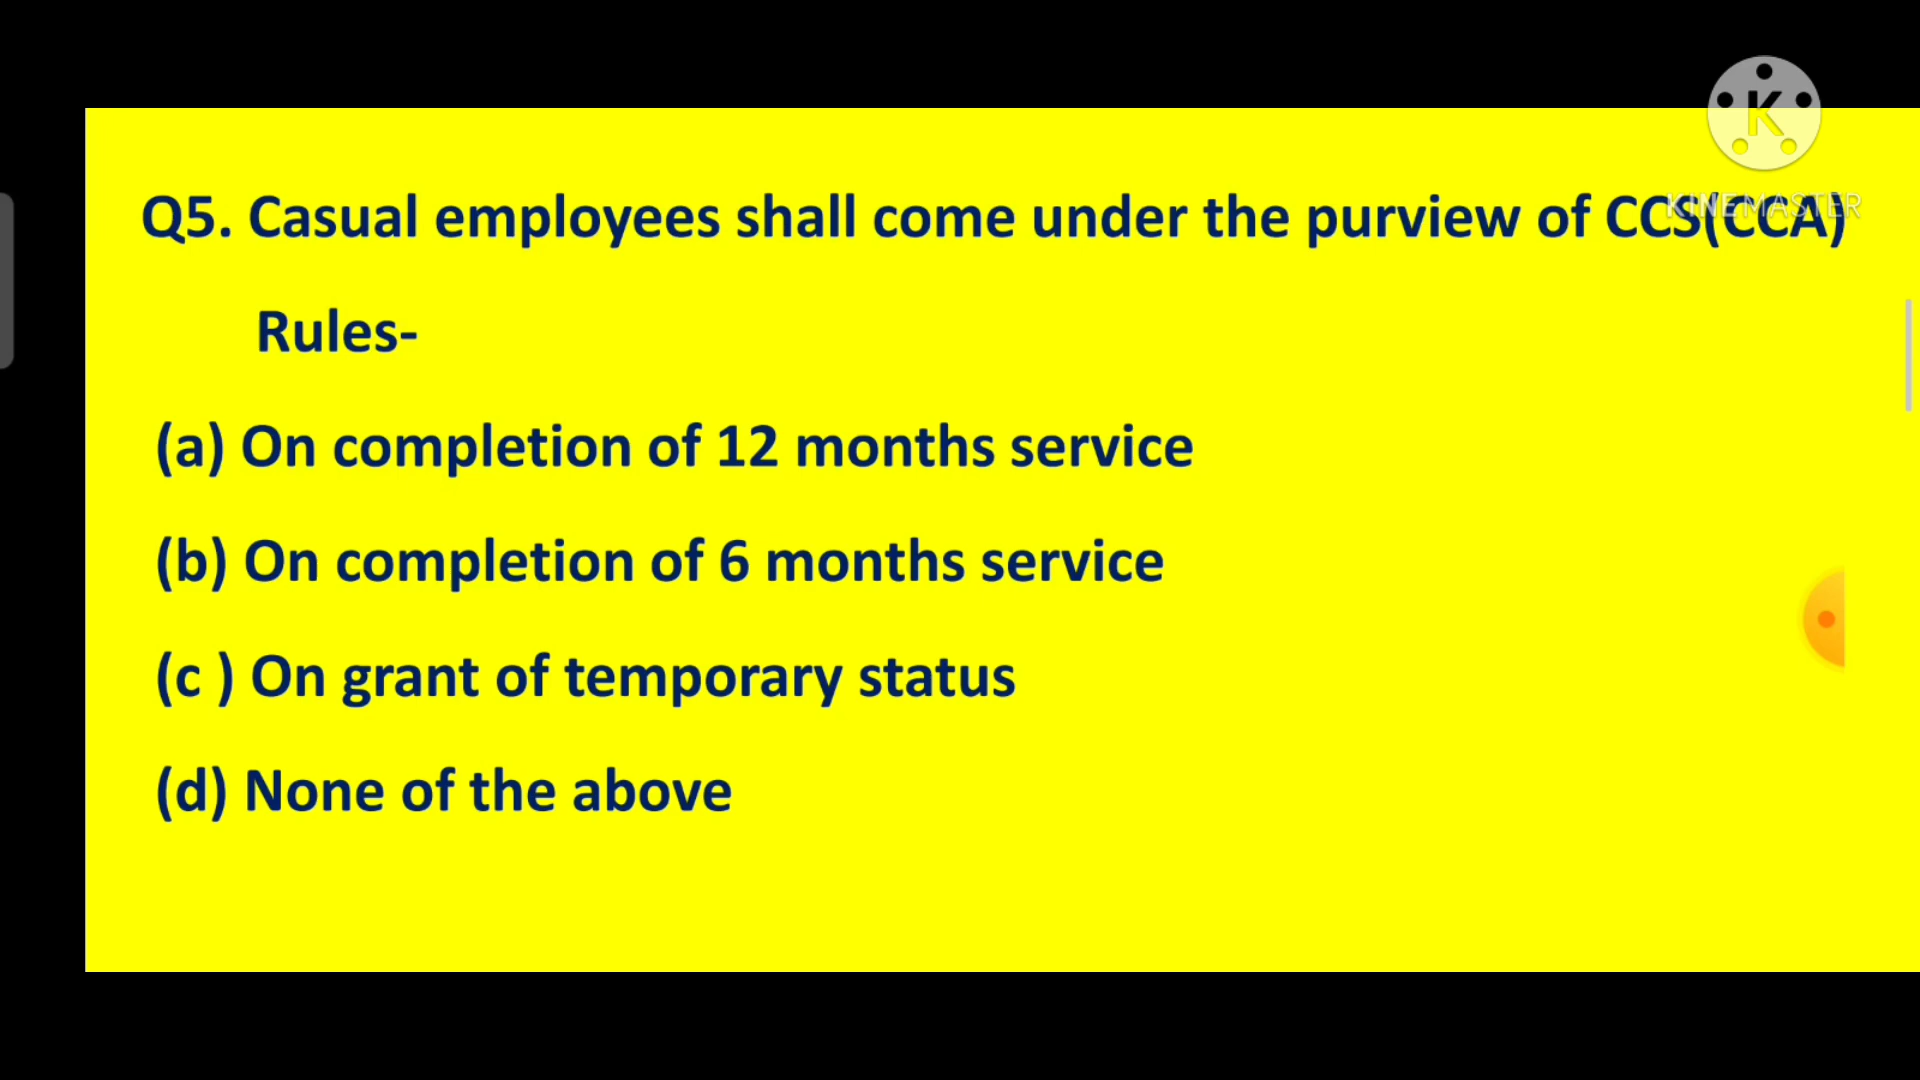 K
KINEMASTER
Q5. Casual employees shall come under the purview of CCS(CCA)
Rules-
(a) On completion of 12 months service
(b) On completion of 6 months service
(c ) On grant of temporary status
(d) None of the above